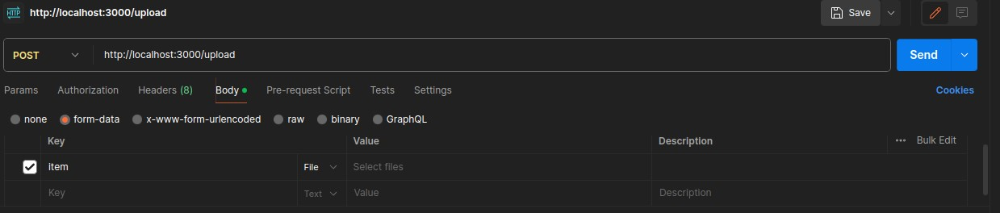 HTTP http://localhost:3000/upload Save
POST http://localhost:3000/upload Send
Params Authorization Headers (8) Body Pre-request Script Tests Settings Cookies
none form-data x-www-form-urlencoded raw binary GraphQL
Key Value Description ••• Bulk Edit
item File Select files
Key Text Value Description